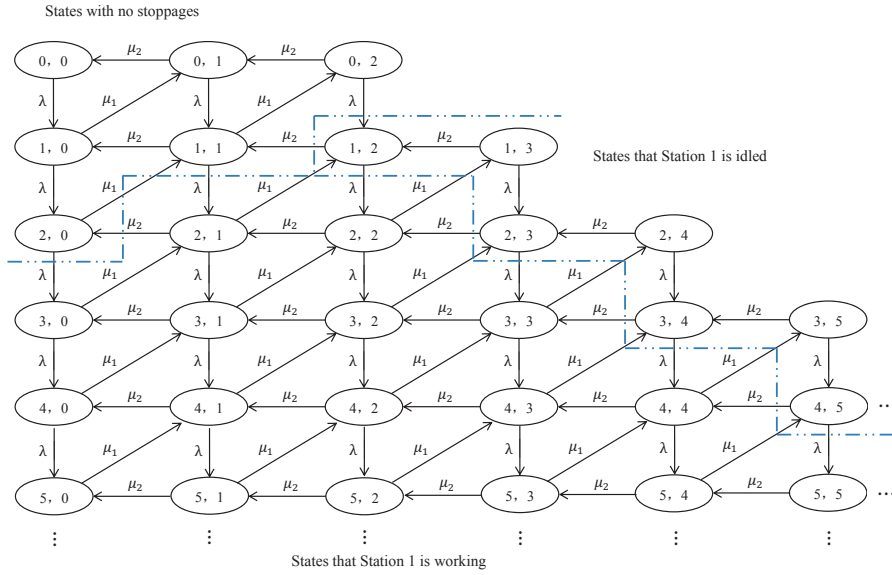 States with no stoppages
μ₂ μ₂
0, 0 0, 1 0, 2
λ μ₁ λ μ₁ λ
μ₂ μ₂ μ₂
1, 0 1, 1 1, 2 1, 3
States that Station 1 is idled
λ μ₁ λ μ₁ λ μ₁ λ
μ₂ μ₂ μ₂ μ₂
2, 0 2, 1 2, 2 2, 3 2, 4
λ μ₁ λ μ₁ λ μ₁ λ μ₁ λ
μ₂ μ₂ μ₂ μ₂ μ₂
3, 0 3, 1 3, 2 3, 3 3, 4 3, 5
λ μ₁ λ μ₁ λ μ₁ λ μ₁ λ μ₁ λ
μ₂ μ₂ μ₂ μ₂ μ₂
4, 0 4, 1 4, 2 4, 3 4, 4 4, 5 ...
λ μ₁ λ μ₁ λ μ₁ λ μ₁ λ μ₁ λ
μ₂ μ₂ μ₂ μ₂ μ₂
5, 0 5, 1 5, 2 5, 3 5, 4 5, 5 ...
⋮ ⋮ ⋮ ⋮ ⋮ ⋮
States that Station 1 is working